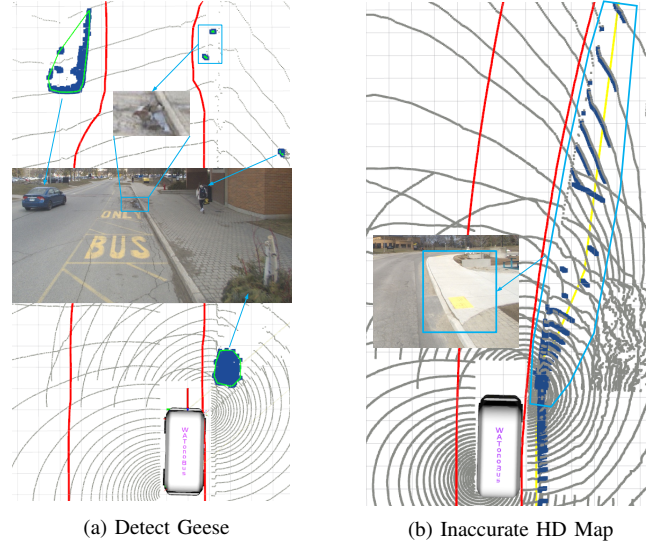 ONLY
BUS
WATonoBus
WATonoBus
(a) Detect Geese
(b) Inaccurate HD Map